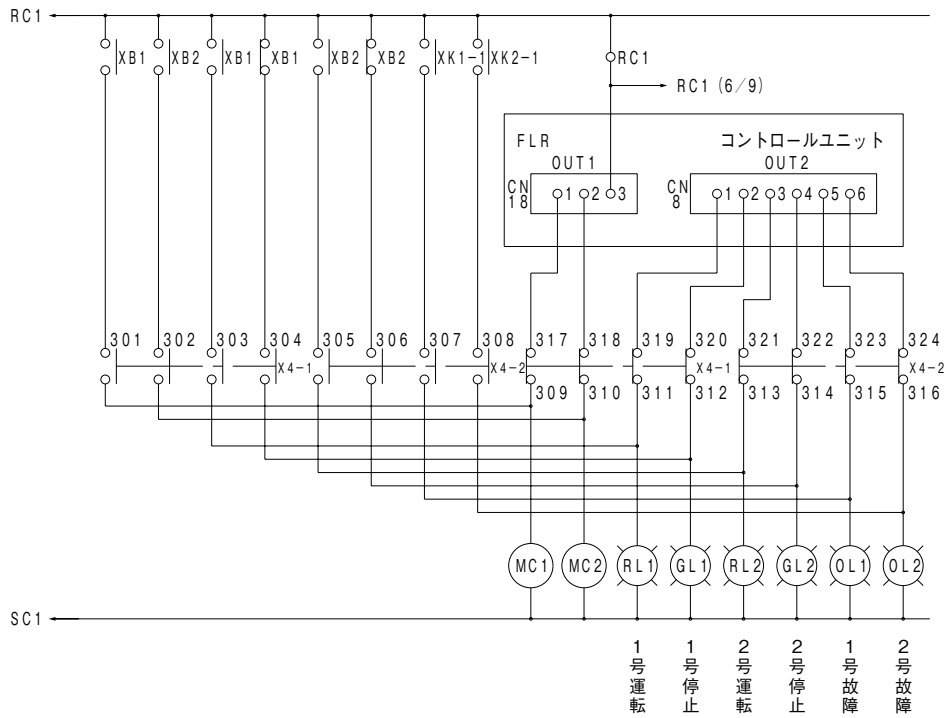 RC1
XB1 XB2 XB1 XB1 XB2 XB2 XK1-1 XK2-1 RC1
RC1 (6/9)
FLR コントロールユニット
OUT1 OUT2
CN18 1 2 3 CN8 1 2 3 4 5 6
301 302 303 304 305 306 307 308 317 318 319 320 321 322 323 324
X4-1 X4-2 X4-1 X4-2
309 310 311 312 313 314 315 316
MC1 MC2 RL1 GL1 RL2 GL2 OL1 OL2
SC1
1号運転
1号停止
2号運転
2号停止
1号故障
2号故障